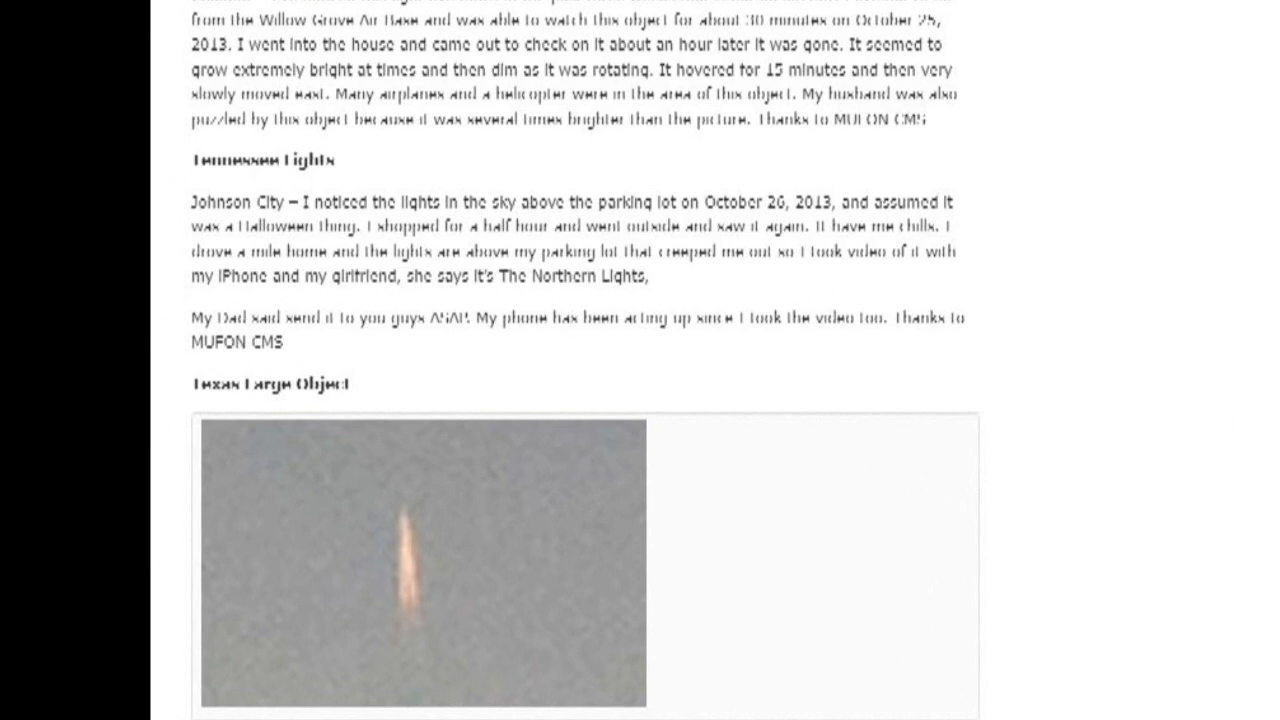 from the Willow Grove Air Base and was able to watch this object for about 30 minutes on October 25,
2013. I went into the house and came out to check on it about an hour later it was gone. It seemed to
grow extremely bright at times and then dim as it was rotating. It hovered for 15 minutes and then very
slowly moved east. Many airplanes and a helicopter were in the area of this object. My husband was also
puzzled by this object because it was several times brighter than the picture. Thanks to MUFON CMS
Tennessee Lights
Johnson City – I noticed the lights in the sky above the parking lot on October 26, 2013, and assumed it
was a Halloween thing. I shopped for a half hour and went outside and saw it again. It have me chills. I
drove a mile home and the lights are above my parking lot that creeped me out so I took video of it with
my iPhone and my girlfriend, she says it's The Northern Lights,
My Dad said send it to you guys ASAP. My phone has been acting up since I took the video too. Thanks to
MUFON CMS
Texas Large Object